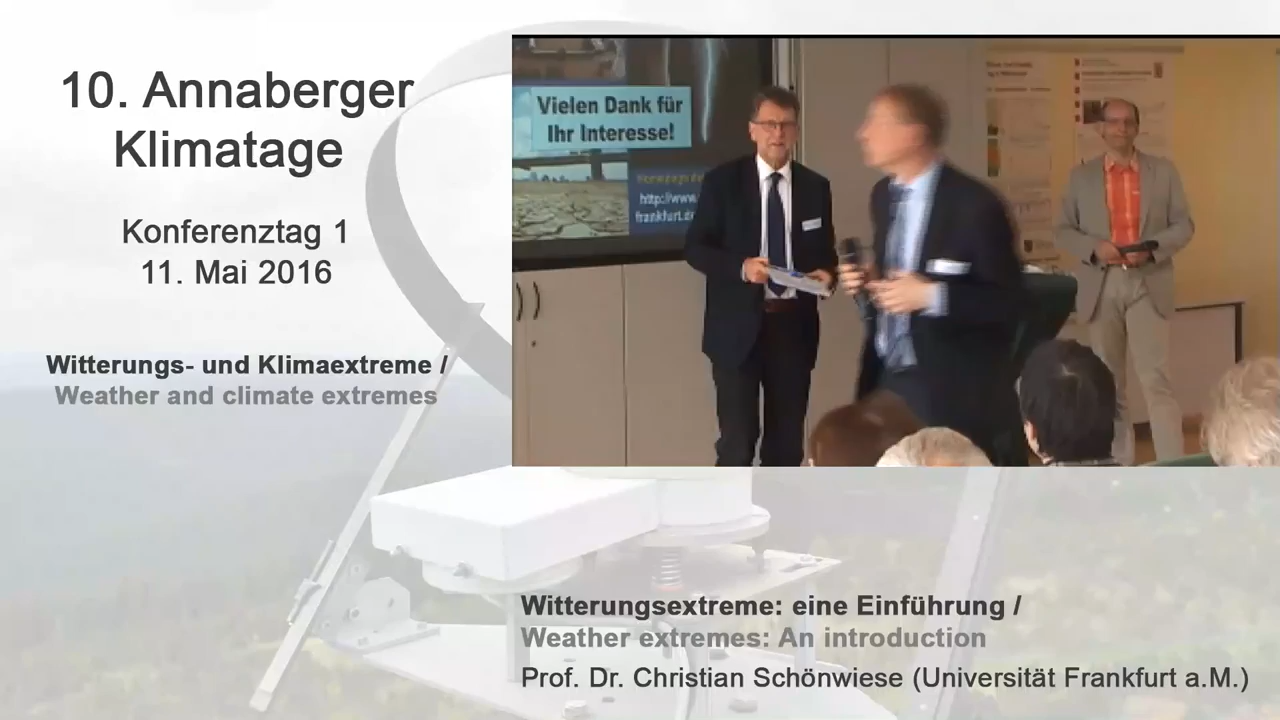 10. Annaberger
Klimatage
Konferenztag 1
11. Mai 2016
Witterungs- und Klimaextreme /
Weather and climate extremes
Vielen Dank für
Ihr Interesse!
http://www.
frankfurt.de
Witterungsextreme: eine Einführung /
Weather extremes: An introduction
Prof. Dr. Christian Schönwiese (Universität Frankfurt a.M.)